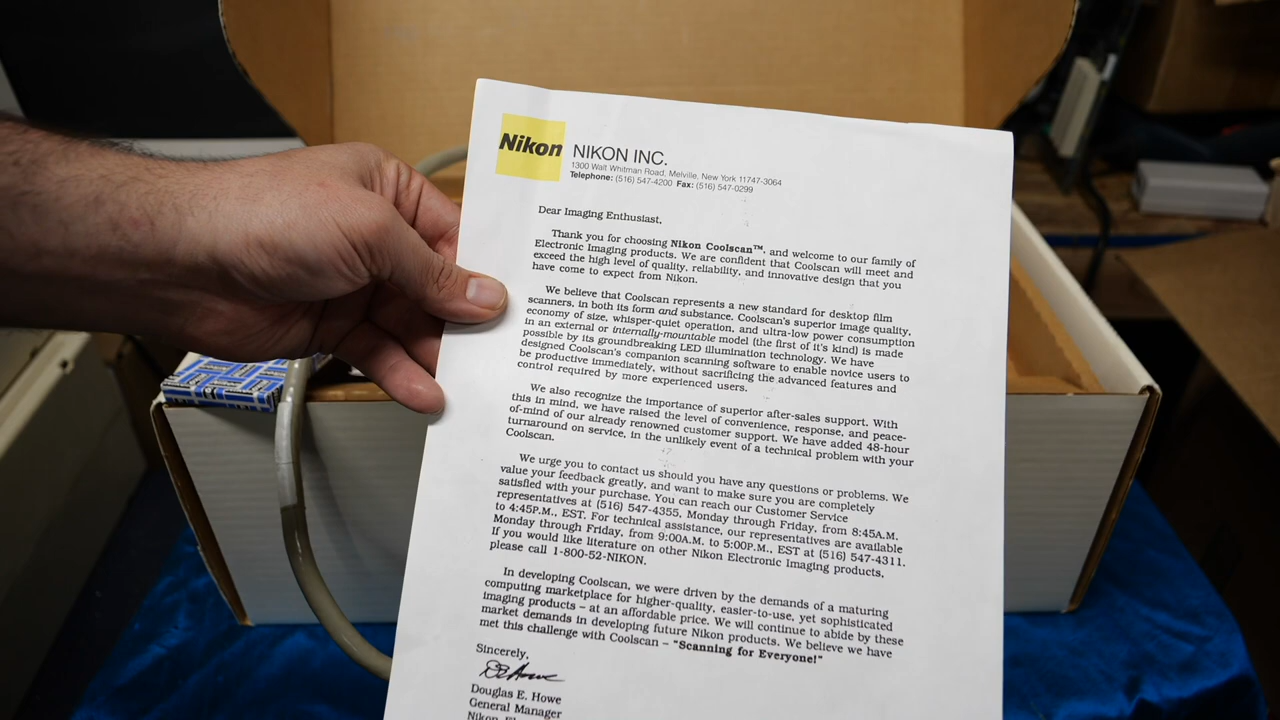 Nikon
NIKON INC.
1300 Walt Whitman Road, Melville, New York 11747-3064
Telephone: (516) 547-4200 Fax: (516) 547-0299
Dear Imaging Enthusiast,
Thank you for choosing Nikon Coolscan™, and welcome to our family of
Electronic Imaging products. We are confident that Coolscan will meet and
exceed the high level of quality, reliability, and innovative design that you
have come to expect from Nikon.
We believe that Coolscan represents a new standard for desktop film
scanners, in both its form and substance. Coolscan's superior image quality,
economy of size, whisper-quiet operation, and ultra-low power consumption
in an external or internally-mountable model (the first of it's kind) is made
possible by its groundbreaking LED illumination technology. We have
designed Coolscan's companion scanning software to enable novice users to
be productive immediately, without sacrificing the advanced features and
control required by more experienced users.
We also recognize the importance of superior after-sales support. With
this in mind, we have raised the level of convenience, response, and peace-
of-mind of our already renowned customer support. We have added 48-hour
turnaround on service, in the unlikely event of a technical problem with your
Coolscan.
We urge you to contact us should you have any questions or problems. We
value your feedback greatly, and want to make sure you are completely
satisfied with your purchase. You can reach our Customer Service
representatives at (516) 547-4355, Monday through Friday, from 8:45A.M.
to 4:45P.M., EST. For technical assistance, our representatives are available
Monday through Friday, from 9:00A.M. to 5:00P.M., EST at (516) 547-4311.
If you would like literature on other Nikon Electronic Imaging products,
please call 1-800-52-NIKON.
In developing Coolscan, we were driven by the demands of a maturing
computing marketplace for higher-quality, easier-to-use, yet sophisticated
imaging products – at an affordable price. We will continue to abide by these
market demands in developing future Nikon products. We believe we have
met this challenge with Coolscan – "Scanning for Everyone!"
Sincerely,
Douglas E. Howe
General Manager
Nikon